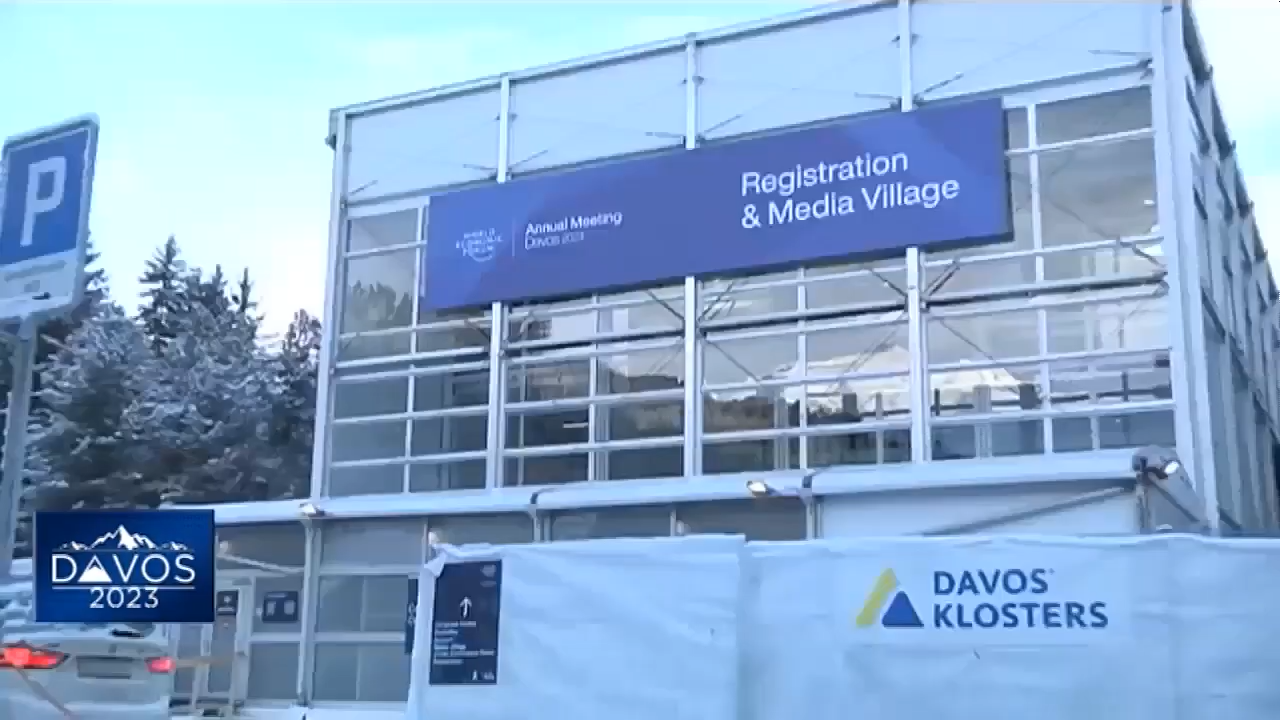 P
Registration
& Media Village
WORLD
ECONOMIC
FORUM
Annual Meeting
Davos 2023
DAVOS
2023
DAVOS
KLOSTERS